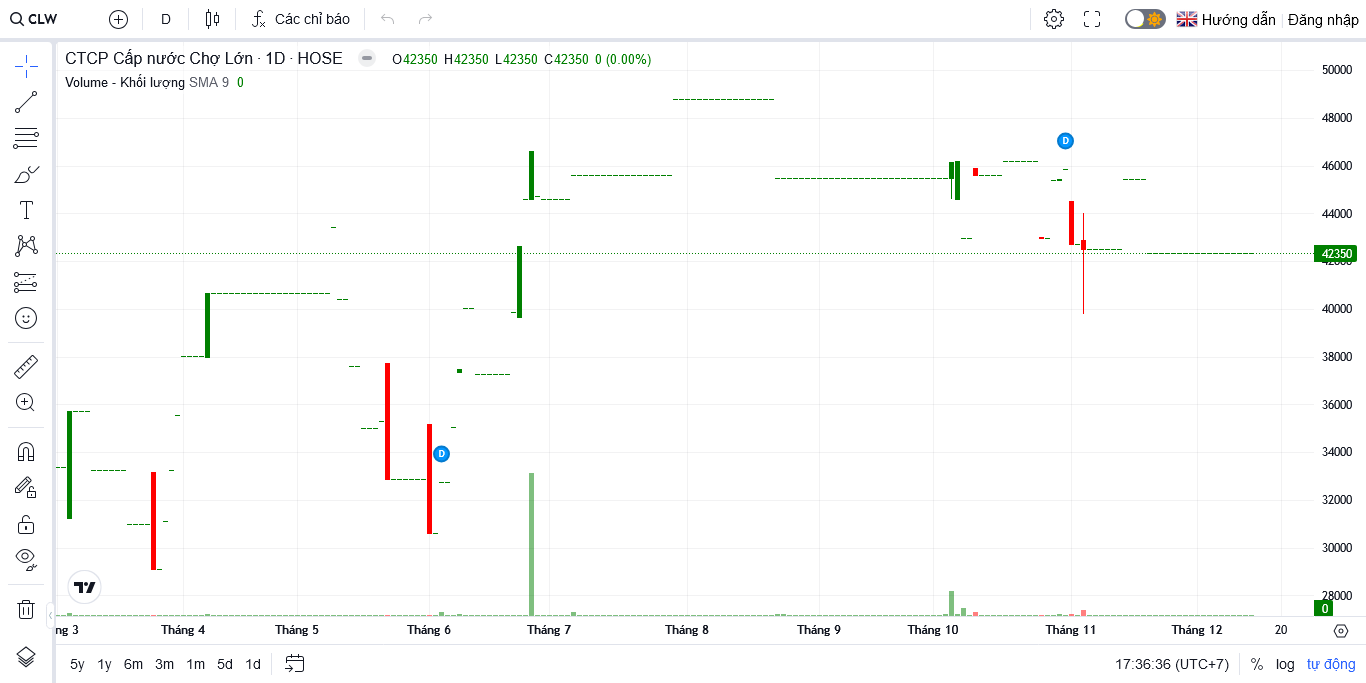 CLW D Các chỉ báo Hướng dẫn Đăng nhập
CTCP Cấp nước Chợ Lớn · 1D · HOSE O42350 H42350 L42350 C42350 0 (0.00%)
Volume - Khối lượng SMA 9 0
50000
48000
46000
44000
42350
42000
40000
38000
36000
34000
32000
30000
28000
0
D
D
ng 3 Tháng 4 Tháng 5 Tháng 6 Tháng 7 Tháng 8 Tháng 9 Tháng 10 Tháng 11 Tháng 12 20
5y 1y 6m 3m 1m 5d 1d 17:36:36 (UTC+7) % log tự động